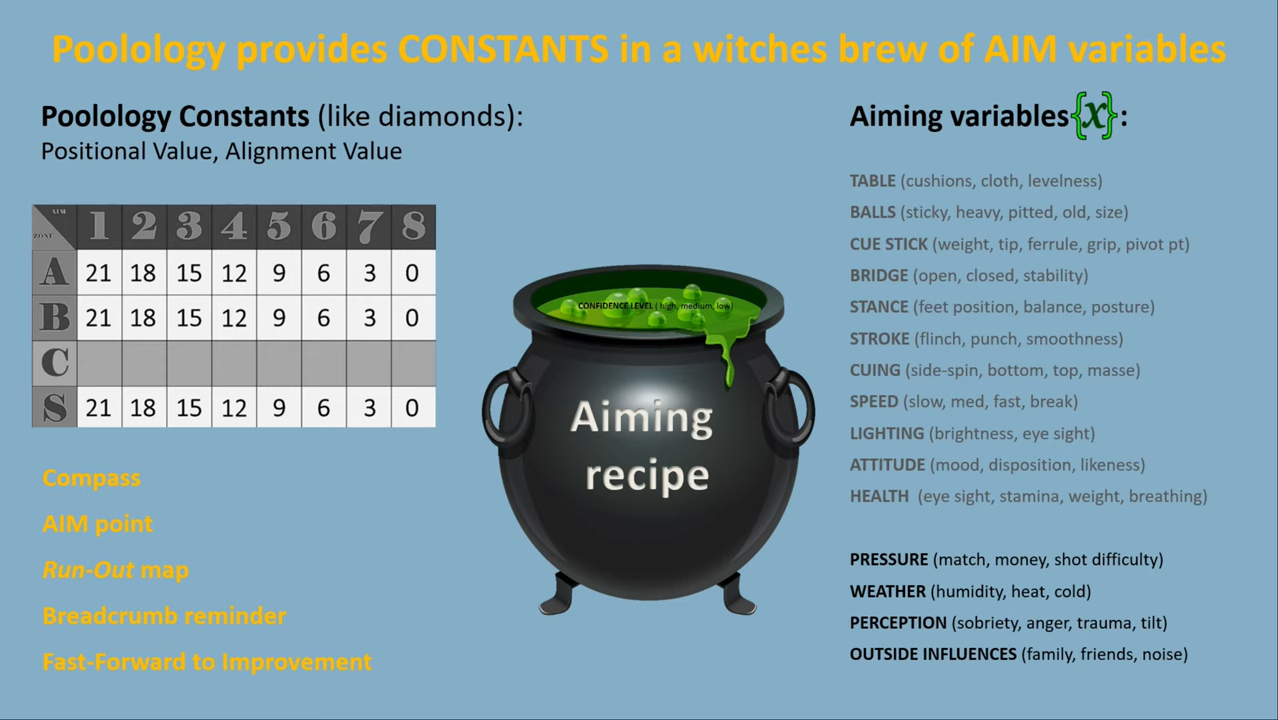 Poolology provides CONSTANTS in a witches brew of AIM variables
Poolology Constants (like diamonds):
Positional Value, Alignment Value
AIM
ZONE
1 2 3 4 5 6 7 8
A 21 18 15 12 9 6 3 0
B 21 18 15 12 9 6 3 0
C
S 21 18 15 12 9 6 3 0
Compass
AIM point
Run-Out map
Breadcrumb reminder
Fast-Forward to Improvement
CONFIDENCE LEVEL ( high, medium, low)
Aiming
recipe
Aiming variables{x}:
TABLE (cushions, cloth, levelness)
BALLS (sticky, heavy, pitted, old, size)
CUE STICK (weight, tip, ferrule, grip, pivot pt)
BRIDGE (open, closed, stability)
STANCE (feet position, balance, posture)
STROKE (flinch, punch, smoothness)
CUING (side-spin, bottom, top, masse)
SPEED (slow, med, fast, break)
LIGHTING (brightness, eye sight)
ATTITUDE (mood, disposition, likeness)
HEALTH (eye sight, stamina, weight, breathing)
PRESSURE (match, money, shot difficulty)
WEATHER (humidity, heat, cold)
PERCEPTION (sobriety, anger, trauma, tilt)
OUTSIDE INFLUENCES (family, friends, noise)